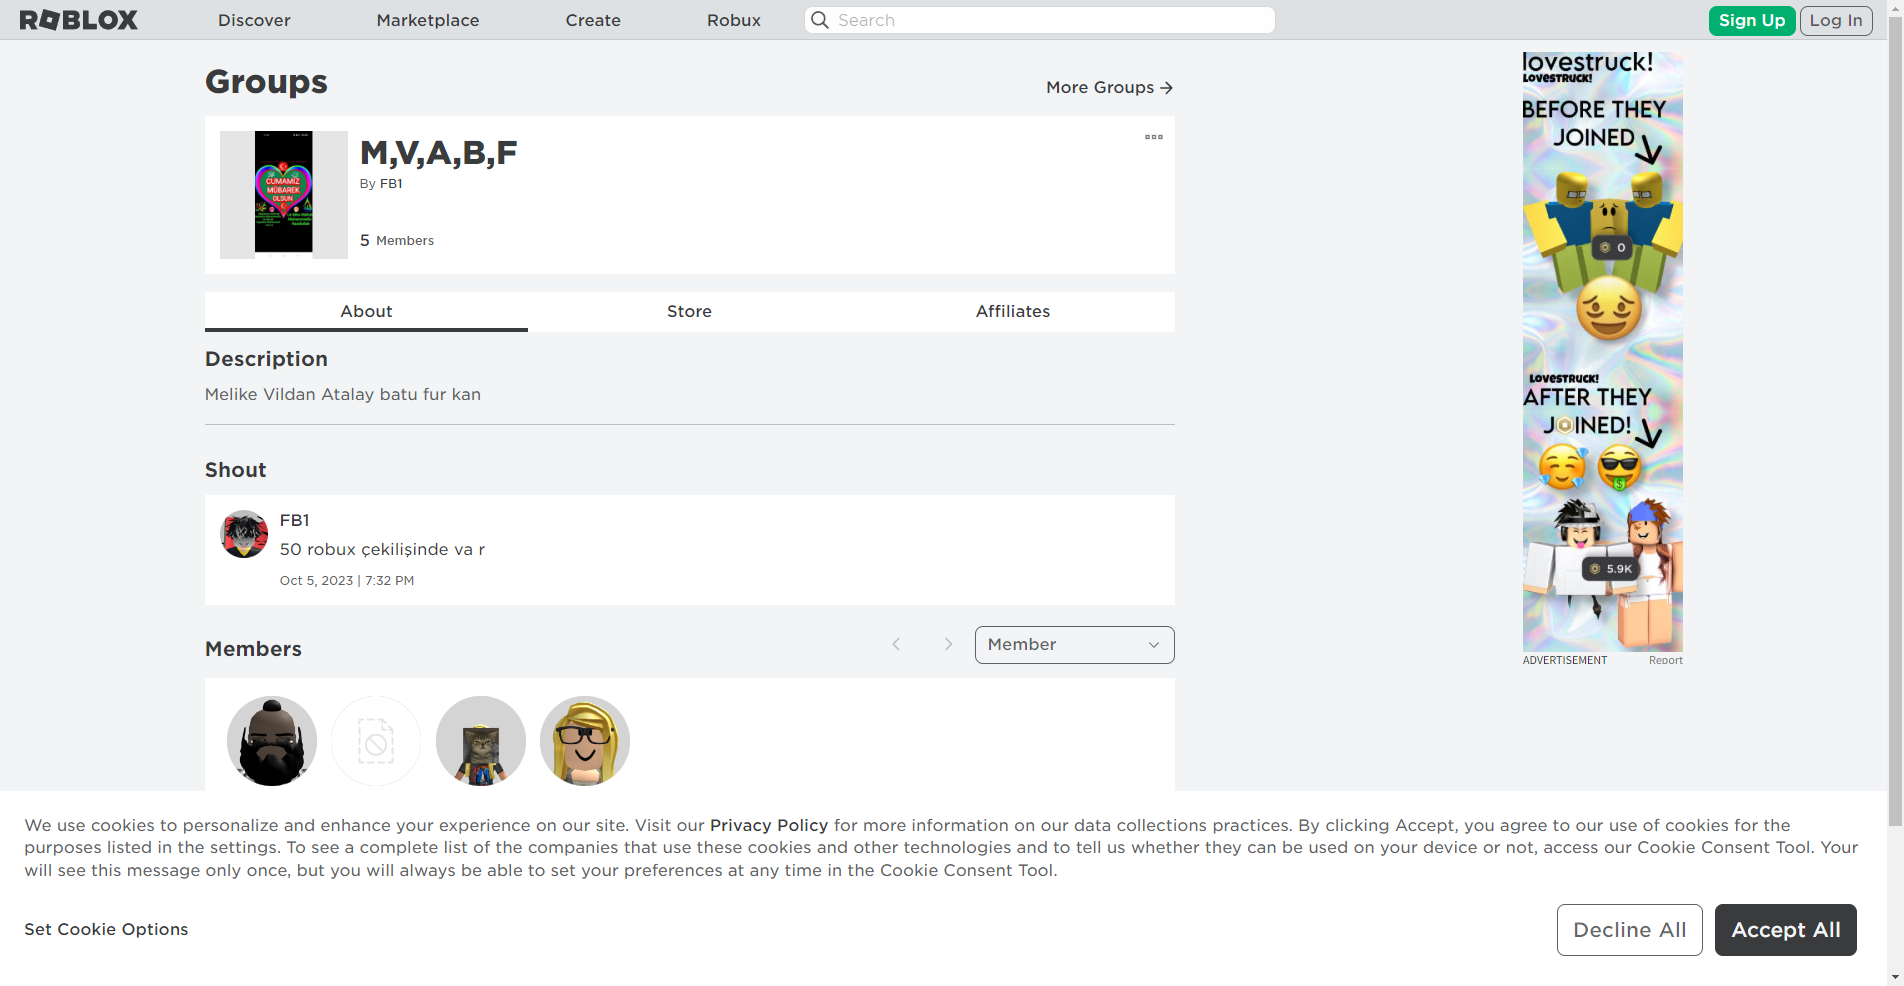 ROBLOX
Discover
Marketplace
Create
Robux
Search
Sign Up
Log In
Groups
More Groups
M,V,A,B,F
By FB1
5 Members
CUMAMIZ
MÜBAREK
OLSUN
About
Store
Affiliates
Description
Melike Vildan Atalay batu fur kan
Shout
FB1
50 robux çekilişinde va r
Oct 5, 2023 | 7:32 PM
Members
Member
lovestruck!
LOVESTRUCK!
BEFORE THEY
JOINED
0
LOVESTRUCK!
AFTER THEY
JOINED!
5.9K
ADVERTISEMENT
Report
We use cookies to personalize and enhance your experience on our site. Visit our Privacy Policy for more information on our data collections practices. By clicking Accept, you agree to our use of cookies for the
purposes listed in the settings. To see a complete list of the companies that use these cookies and other technologies and to tell us whether they can be used on your device or not, access our Cookie Consent Tool. Your
will see this message only once, but you will always be able to set your preferences at any time in the Cookie Consent Tool.
Set Cookie Options
Decline All
Accept All